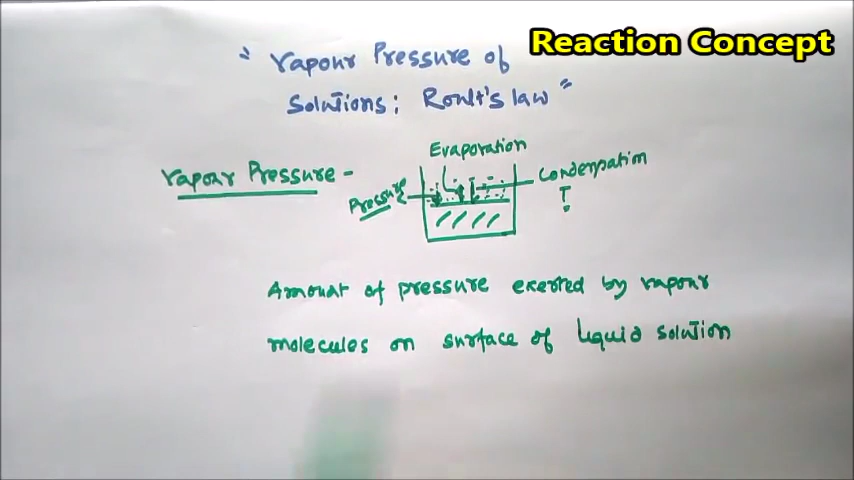 Reaction Concept
" Vapour Pressure of
Solutions: Roult's law "
Evaporation
Vapour Pressure -
Pressure
Condensation
T
Amount of pressure exerted by vapour
molecules on surface of liquid solution